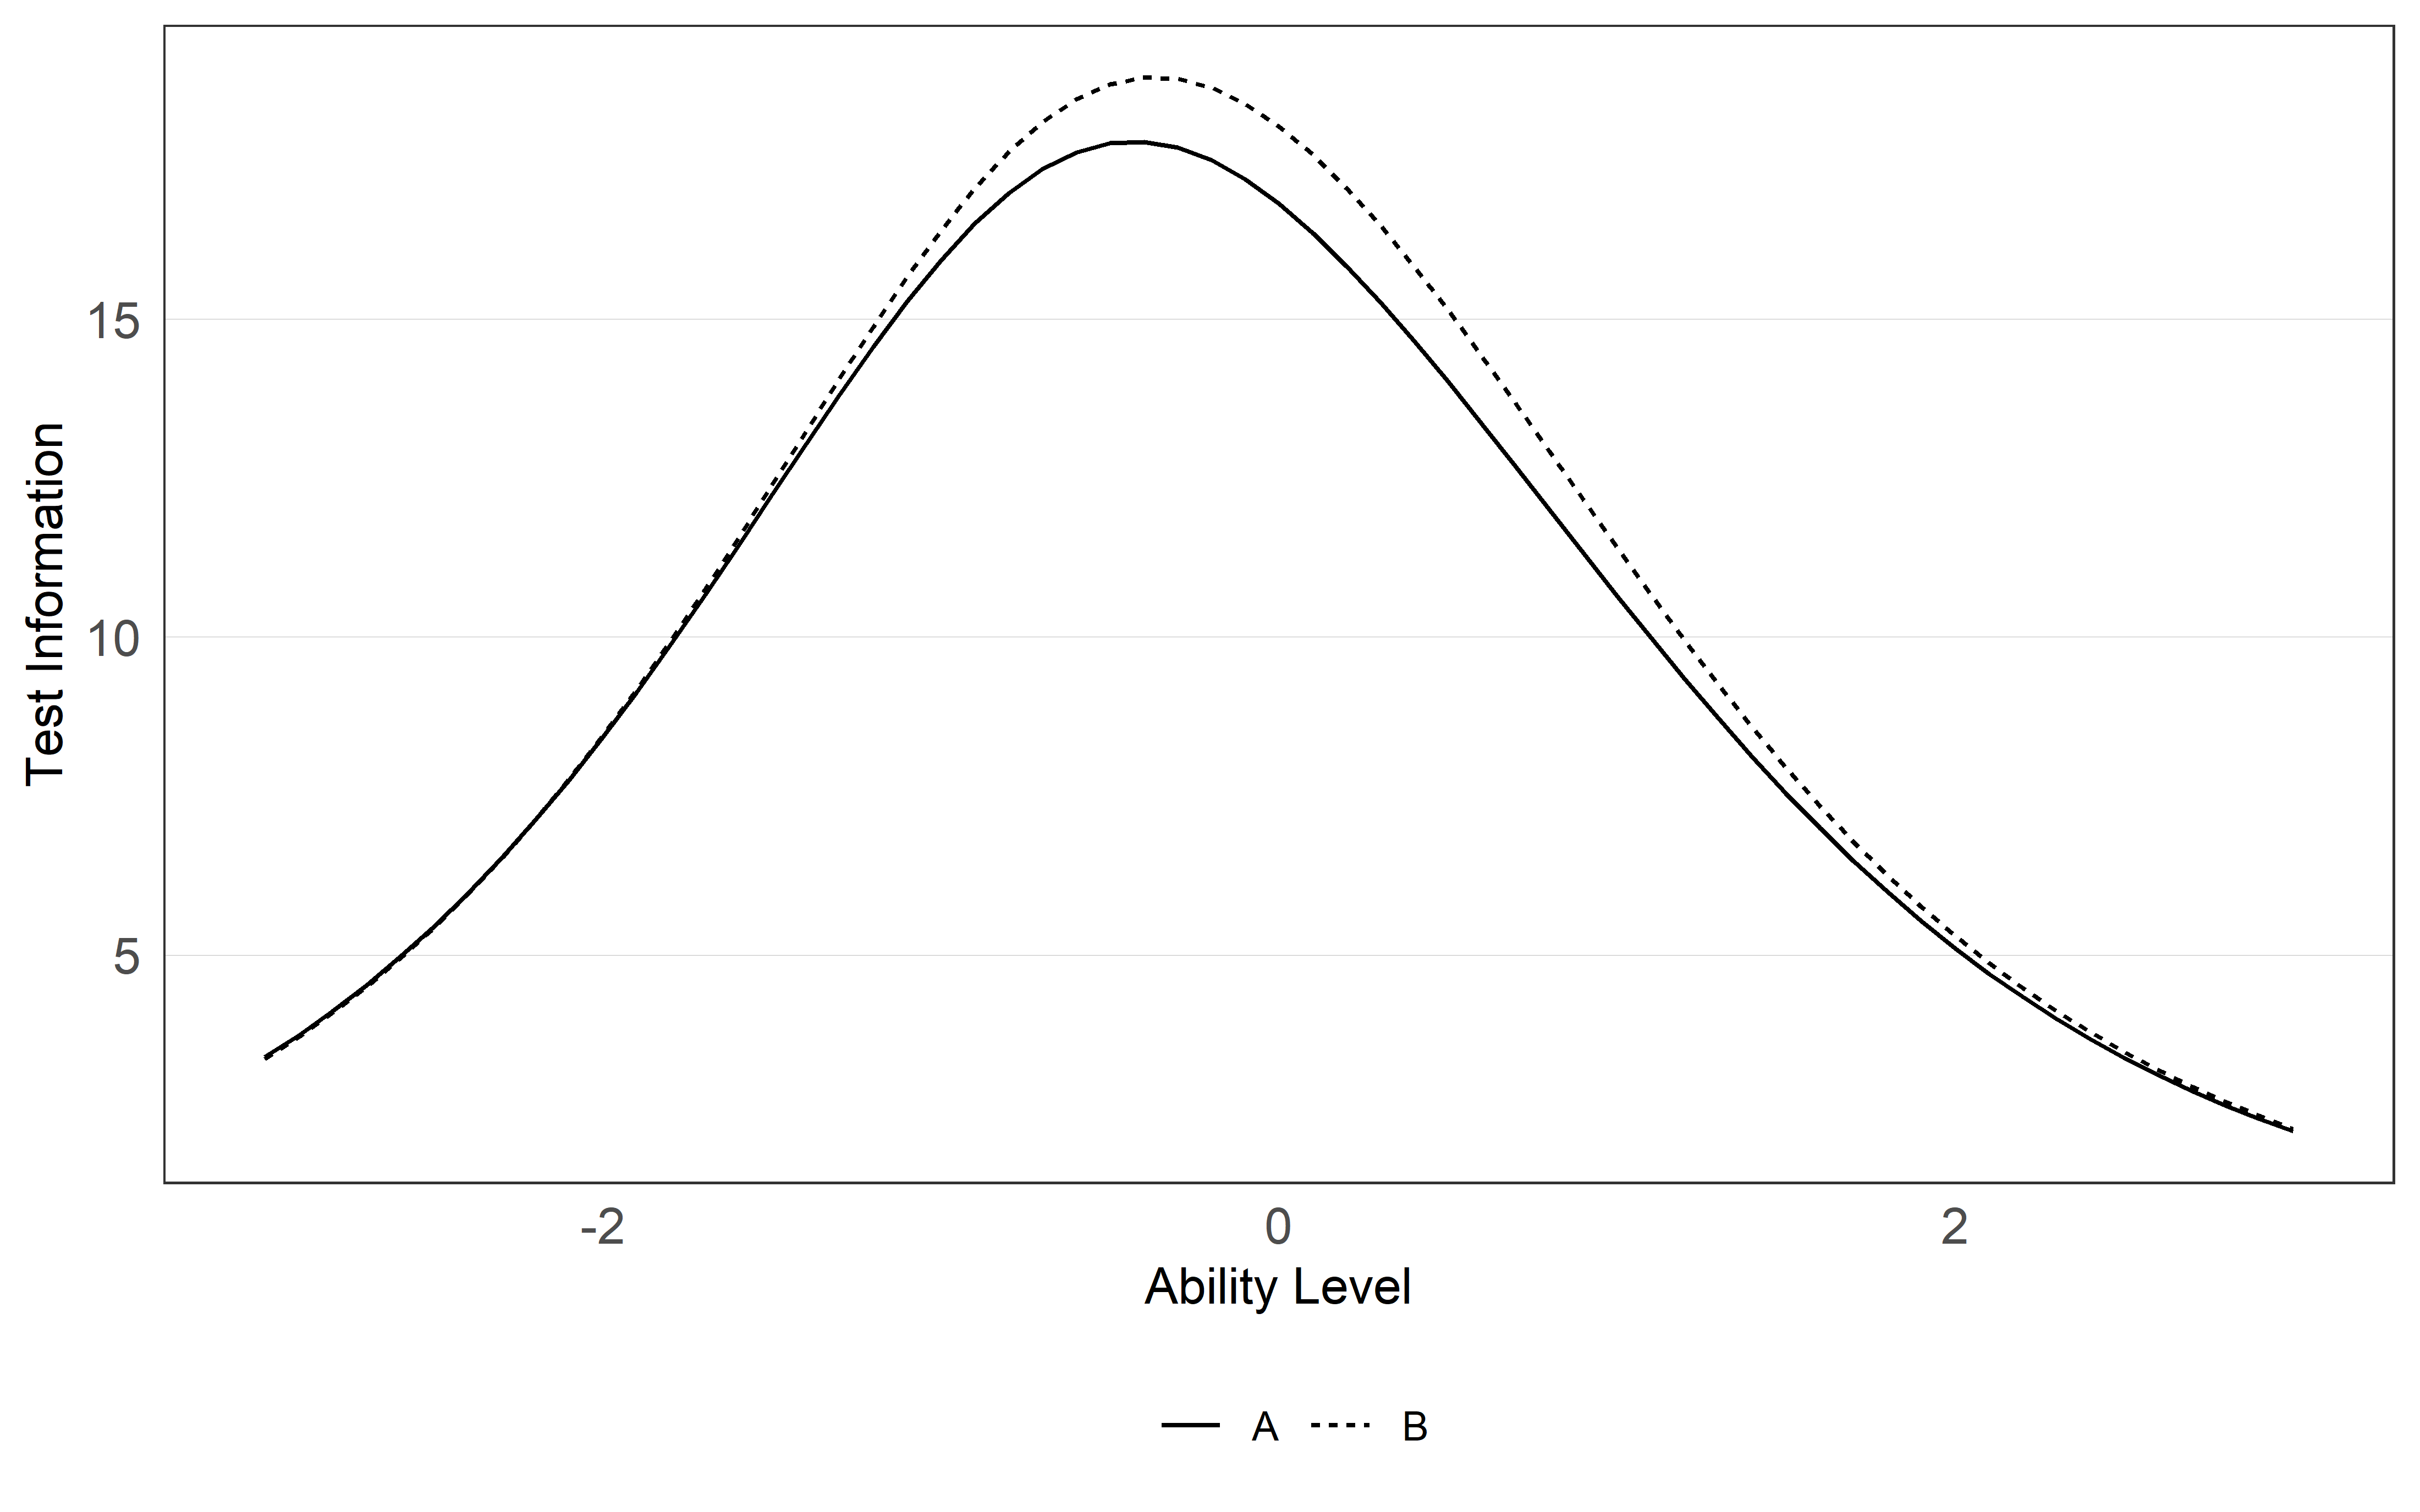 Test Information
15
10
5
-2 0 2
Ability Level
A B